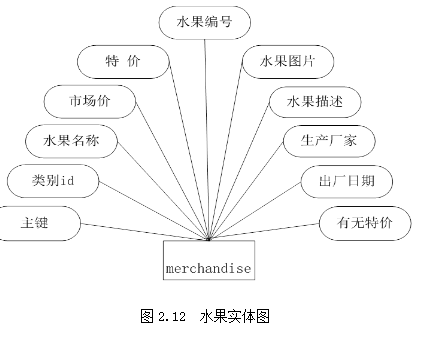 水果编号
特 价
水果图片
市场价
水果描述
水果名称
生产厂家
类别id
出厂日期
主键
有无特价
merchandise
图2.12 水果实体图